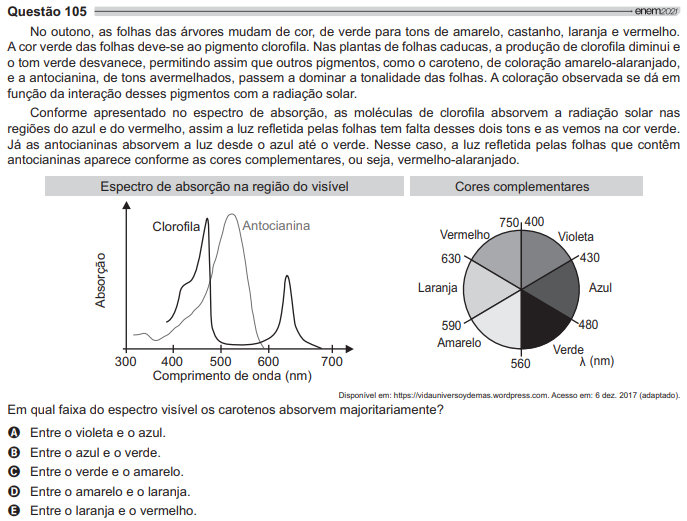 Questão 105
enem2021
No outono, as folhas das árvores mudam de cor, de verde para tons de amarelo, castanho, laranja e vermelho.
A cor verde das folhas deve-se ao pigmento clorofila. Nas plantas de folhas caducas, a produção de clorofila diminui e
o tom verde desvanece, permitindo assim que outros pigmentos, como o caroteno, de coloração amarelo-alaranjado,
e a antocianina, de tons avermelhados, passem a dominar a tonalidade das folhas. A coloração observada se dá em
função da interação desses pigmentos com a radiação solar.
Conforme apresentado no espectro de absorção, as moléculas de clorofila absorvem a radiação solar nas
regiões do azul e do vermelho, assim a luz refletida pelas folhas tem falta desses dois tons e as vemos na cor verde.
Já as antocianinas absorvem a luz desde o azul até o verde. Nesse caso, a luz refletida pelas folhas que contêm
antocianinas aparece conforme as cores complementares, ou seja, vermelho-alaranjado.
Espectro de absorção na região do visível
Absorção
Clorofila
Antocianina
300 400 500 600 700
Comprimento de onda (nm)
Cores complementares
750 400
Vermelho
Violeta
630
430
Laranja
Azul
590
480
Amarelo
Verde
560
λ (nm)
Disponível em: https://vidauniversoydemas.wordpress.com. Acesso em: 6 dez. 2017 (adaptado).
Em qual faixa do espectro visível os carotenos absorvem majoritariamente?
A Entre o violeta e o azul.
B Entre o azul e o verde.
C Entre o verde e o amarelo.
D Entre o amarelo e o laranja.
E Entre o laranja e o vermelho.